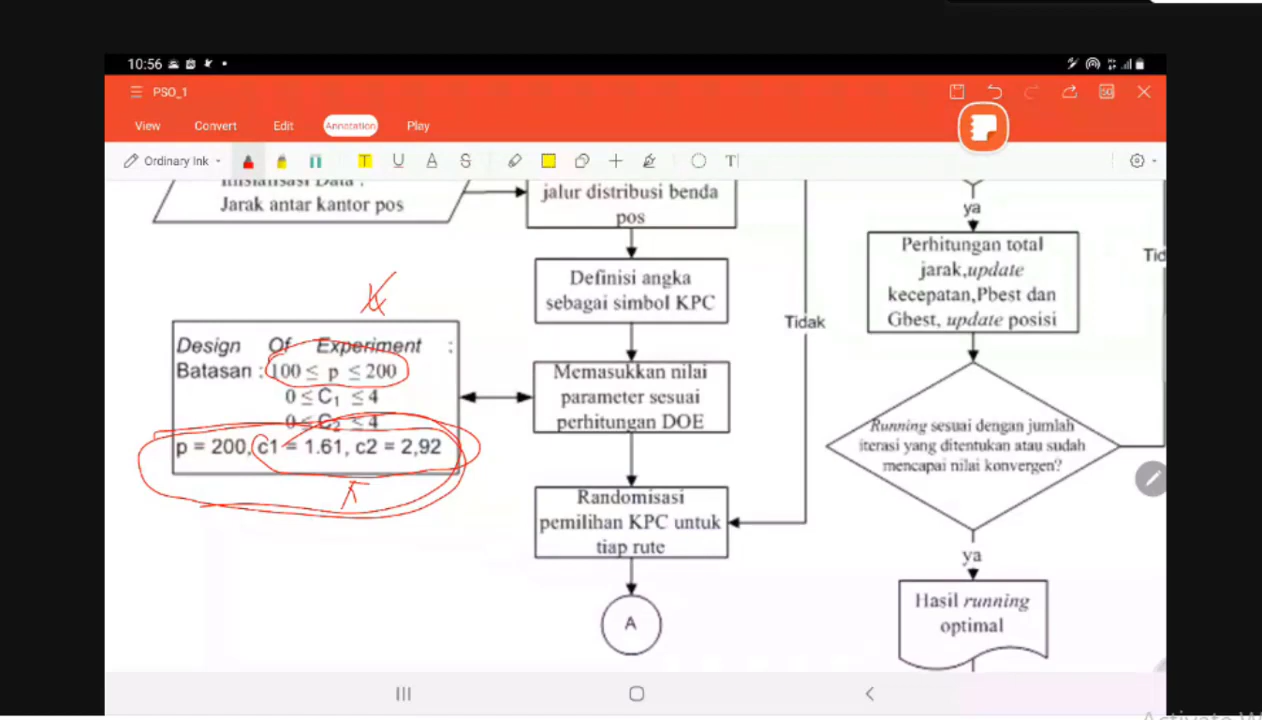 10:56
PSO_1
View Convert Edit Annotation Play
Ordinary Ink
Inisialisasi Data :
Jarak antar kantor pos
jalur distribusi benda
pos
Definisi angka
sebagai simbol KPC
Design Of Experiment :
Batasan : 100 ≤ p ≤ 200
0 ≤ C1 ≤ 4
0 ≤ C2 ≤ 4
p = 200, c1 = 1.61, c2 = 2,92
Memasukkan nilai
parameter sesuai
perhitungan DOE
Randomisasi
pemilihan KPC untuk
tiap rute
A
Tidak
ya
Perhitungan total
jarak,update
kecepatan,Pbest dan
Gbest, update posisi
Tid
Running sesuai dengan jumlah
iterasi yang ditentukan atau sudah
mencapai nilai konvergen?
ya
Hasil running
optimal